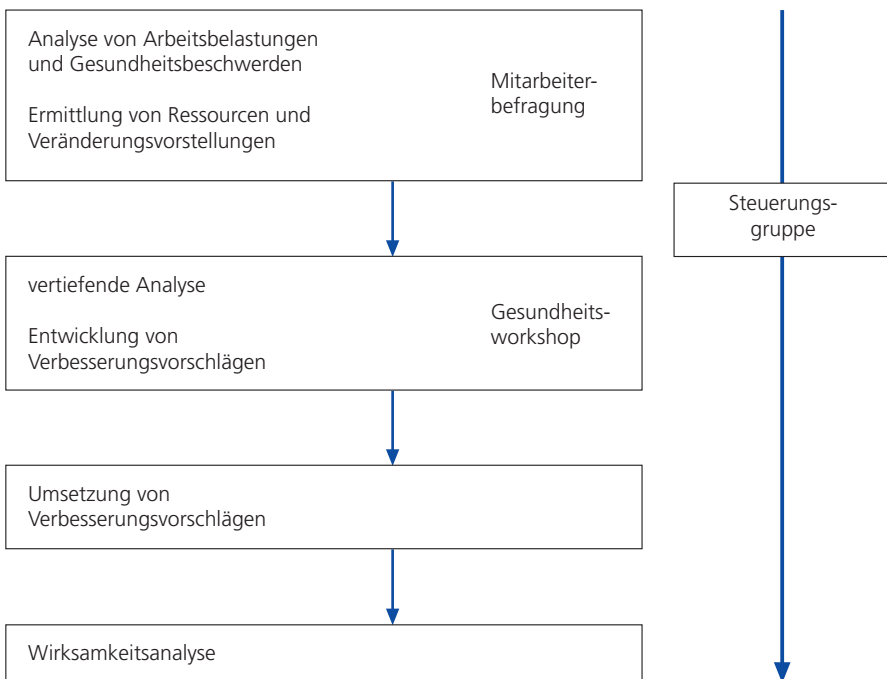 Analyse von Arbeitsbelastungen
und Gesundheitsbeschwerden
Ermittlung von Ressourcen und
Veränderungsvorstellungen
Mitarbeiter-
befragung
Steuerungs-
gruppe
vertiefende Analyse
Entwicklung von
Verbesserungsvorschlägen
Gesundheits-
workshop
Umsetzung von
Verbesserungsvorschlägen
Wirksamkeitsanalyse